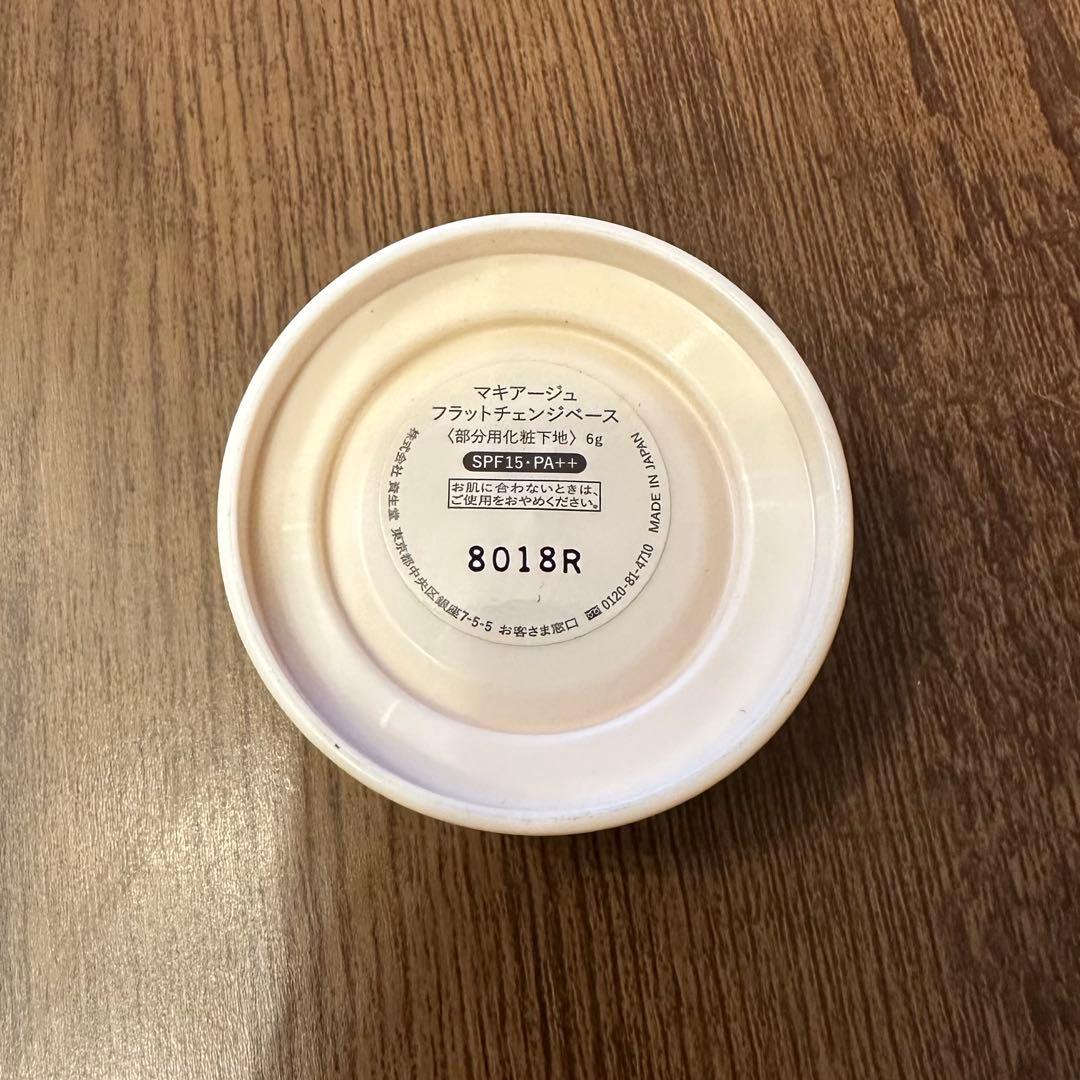 マキアージュ
フラットチェンジベース
〈部分用化粧下地〉 6g
SPF15・PA++
お肌に合わないときは、
ご使用をおやめください。
8018R
株式会社 資生堂 東京都中央区銀座7-5-5 お客さま窓口 0120-81-4710 MADE IN JAPAN